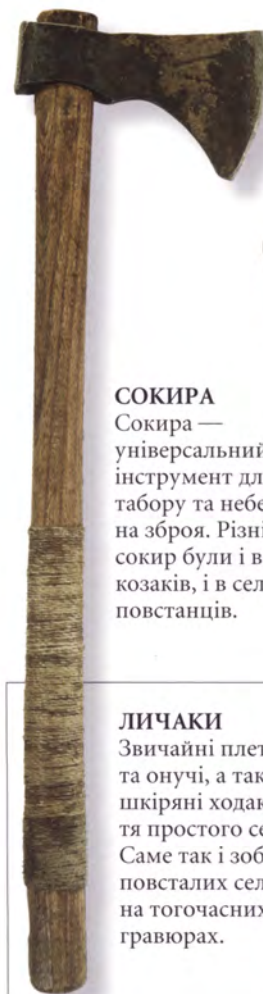 СОКИРА
Сокира —
універсальний
інструмент дл
табору та небе
на зброя. Різні
сокир були і в
козаків, і в сел
повстанців.
ЛИЧАКИ
Звичайні плет
та онучі, а так
шкіряні ходак
тя простого се
Саме так і зоб
повсталих сел
на тогочасних
гравюрах.